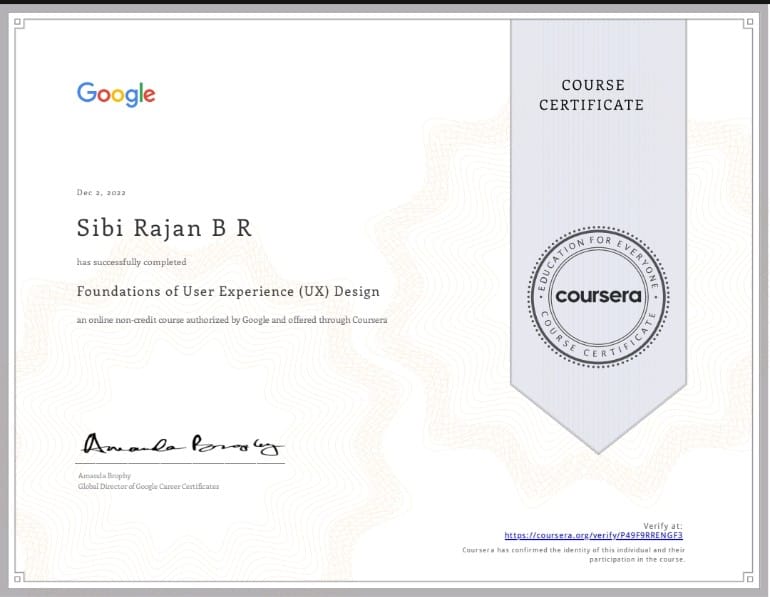 Google
COURSE
CERTIFICATE
Dec 2, 2022
Sibi Rajan B R
has successfully completed
Foundations of User Experience (UX) Design
an online non-credit course authorized by Google and offered through Coursera
EDUCATION FOR EVERYONE
coursera
COURSE CERTIFICATE
Amanda Brophy
Amanda Brophy
Global Director of Google Career Certificates
Verify at:
https://coursera.org/verify/P49F9RRENGF3
Coursera has confirmed the identity of this individual and their
participation in the course.